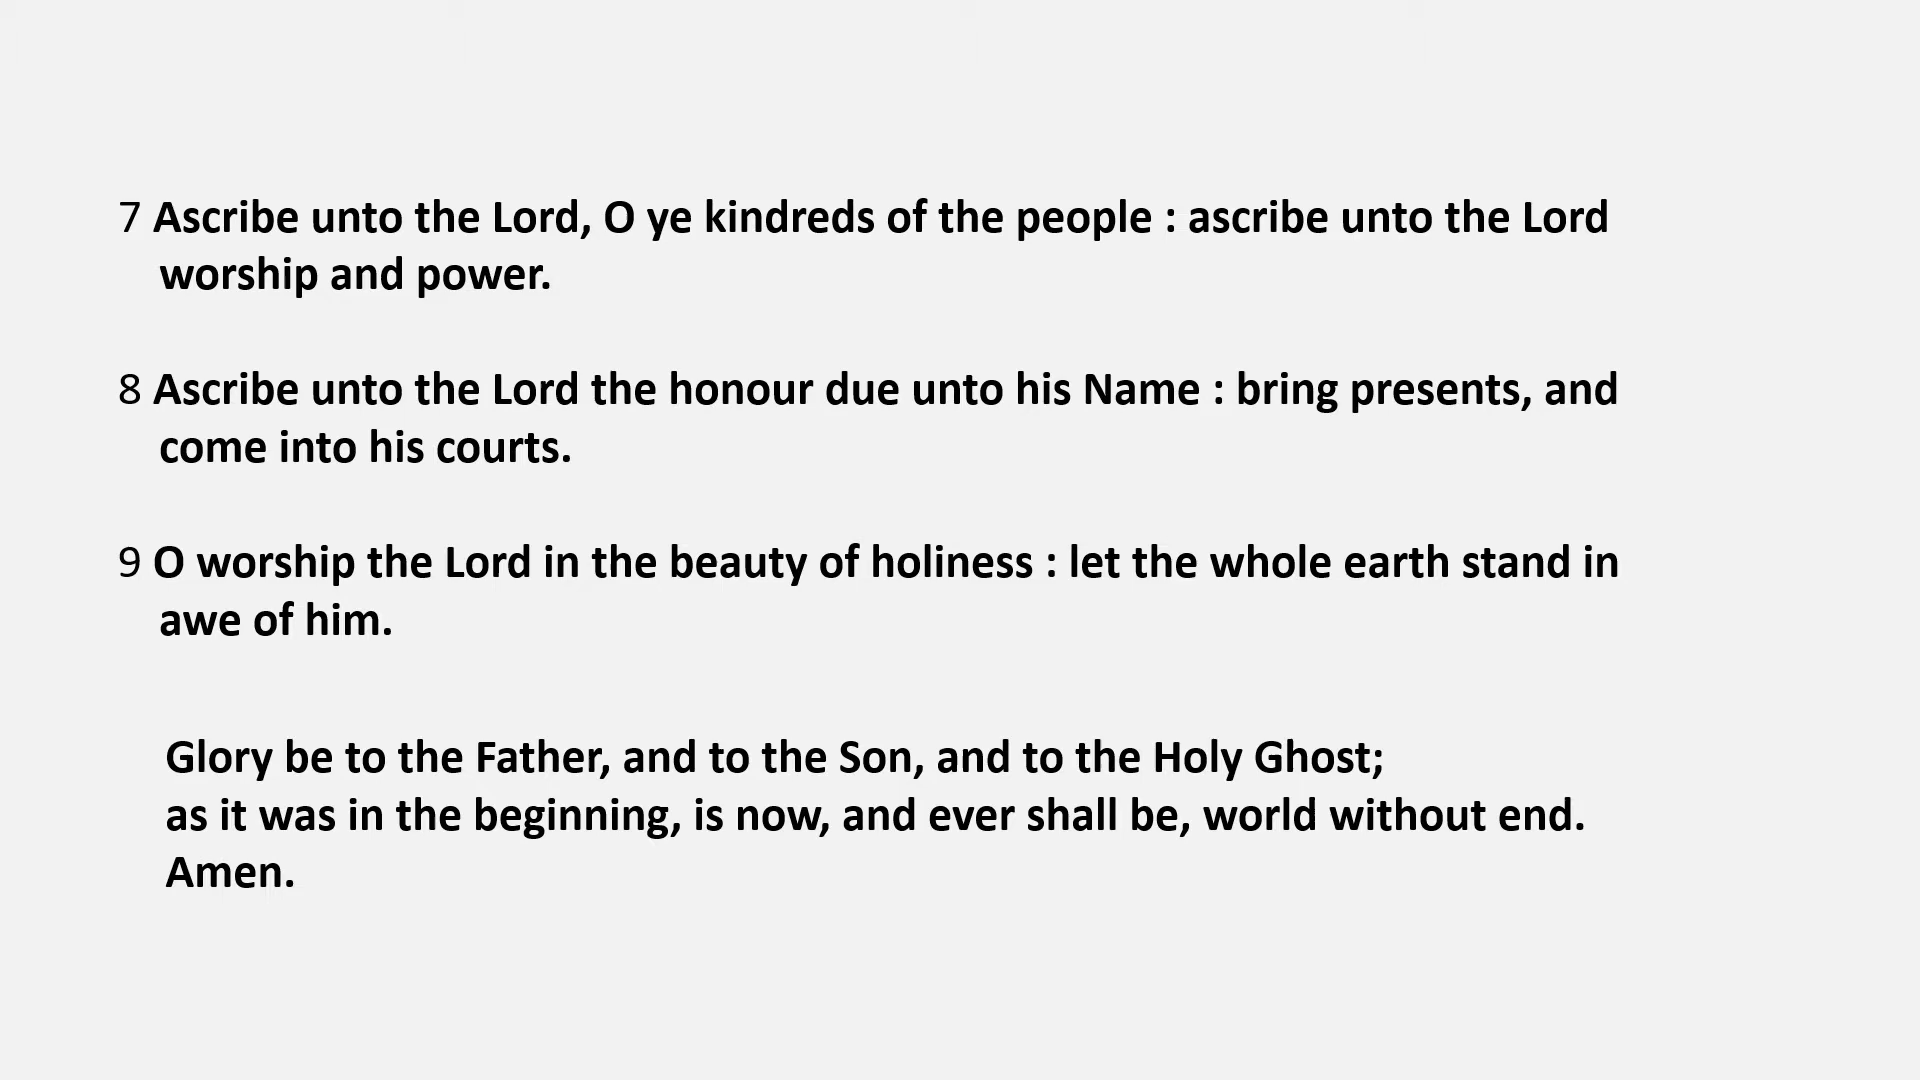 7 Ascribe unto the Lord, O ye kindreds of the people : ascribe unto the Lord
worship and power.
8 Ascribe unto the Lord the honour due unto his Name : bring presents, and
come into his courts.
9 O worship the Lord in the beauty of holiness : let the whole earth stand in
awe of him.
Glory be to the Father, and to the Son, and to the Holy Ghost;
as it was in the beginning, is now, and ever shall be, world without end.
Amen.